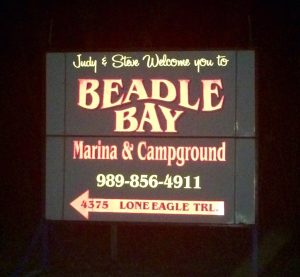 Judy & Steve Welcome you to
BEADLE
BAY
Marina & Campground
989-856-4911
4375 LONE EAGLE TRL.